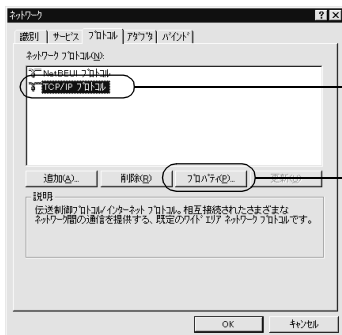 ネットワーク
識別 サービス プロトコル アダプタ バインド
ネットワーク プロトコル(N):
NetBEUI プロトコル
TCP/IP プロトコル
追加(A)... 削除(R) プロパティ(P)... 更新(U)
説明
伝送制御プロトコル/インターネット プロトコル。相互接続されたさまざまな
ネットワーク間の通信を提供する、既定のワイド エリア ネットワーク プロトコルです。
OK キャンセル